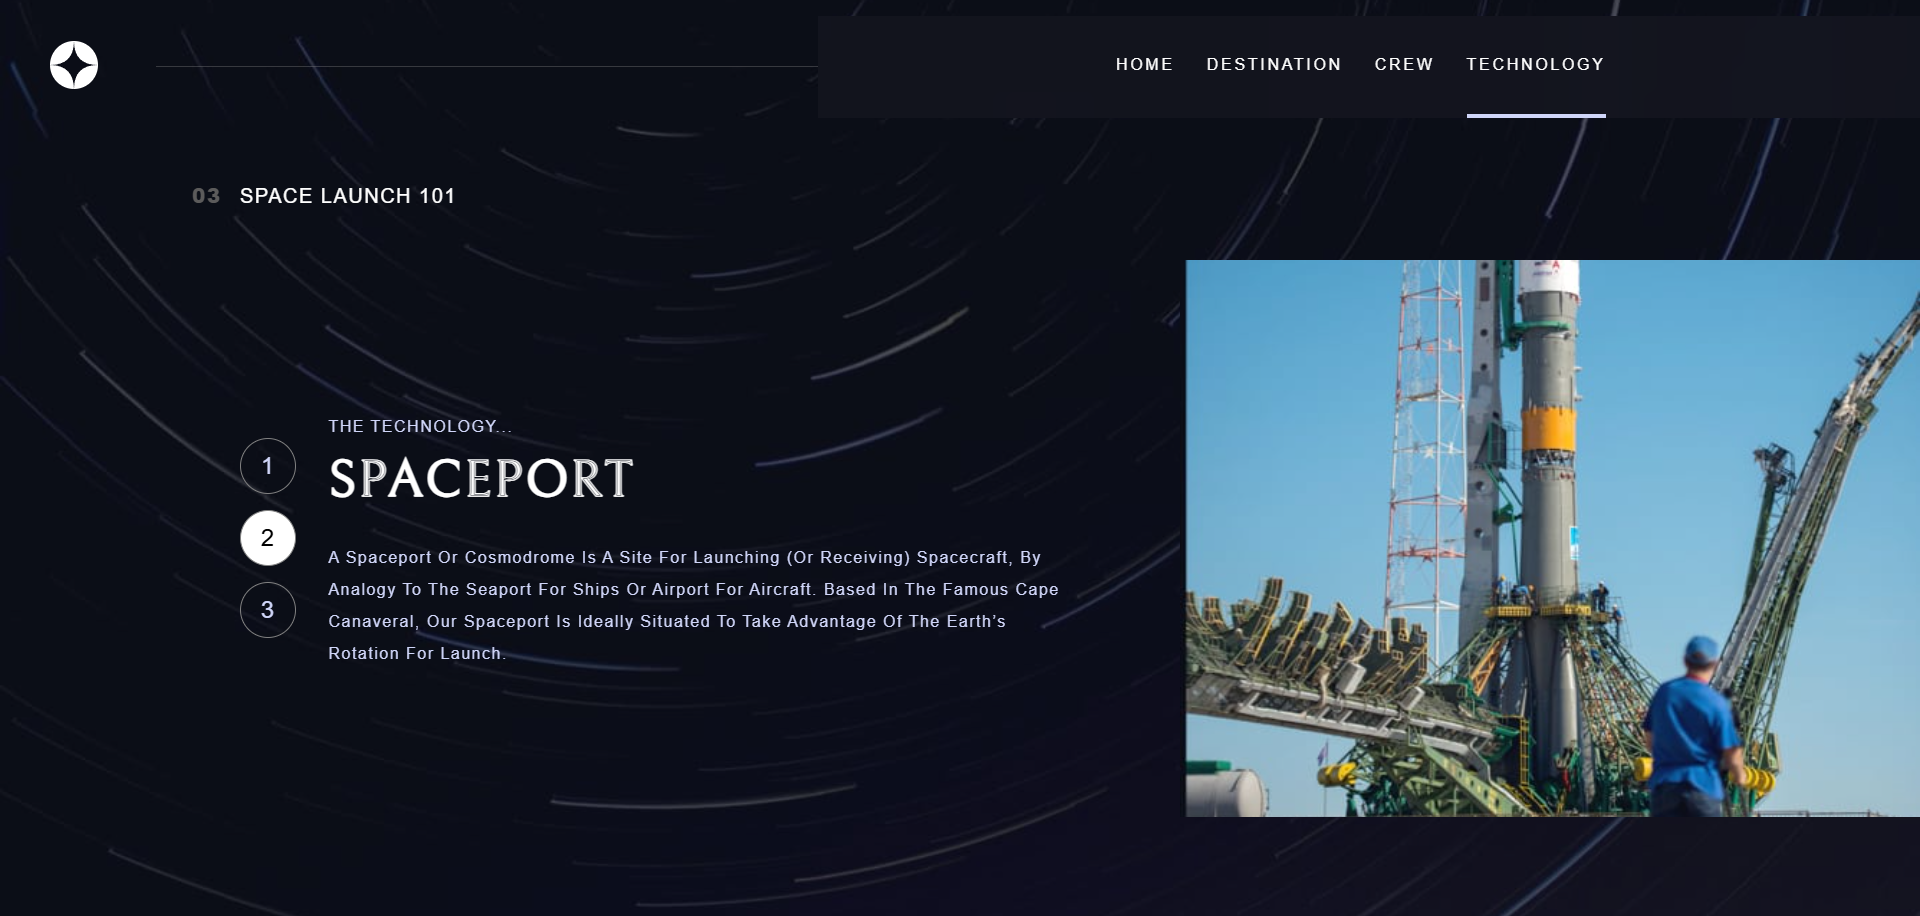 HOME DESTINATION CREW TECHNOLOGY
03 SPACE LAUNCH 101
THE TECHNOLOGY...
SPACEPORT
1
2
3
A Spaceport Or Cosmodrome Is A Site For Launching (Or Receiving) Spacecraft, By
Analogy To The Seaport For Ships Or Airport For Aircraft. Based In The Famous Cape
Canaveral, Our Spaceport Is Ideally Situated To Take Advantage Of The Earth's
Rotation For Launch.